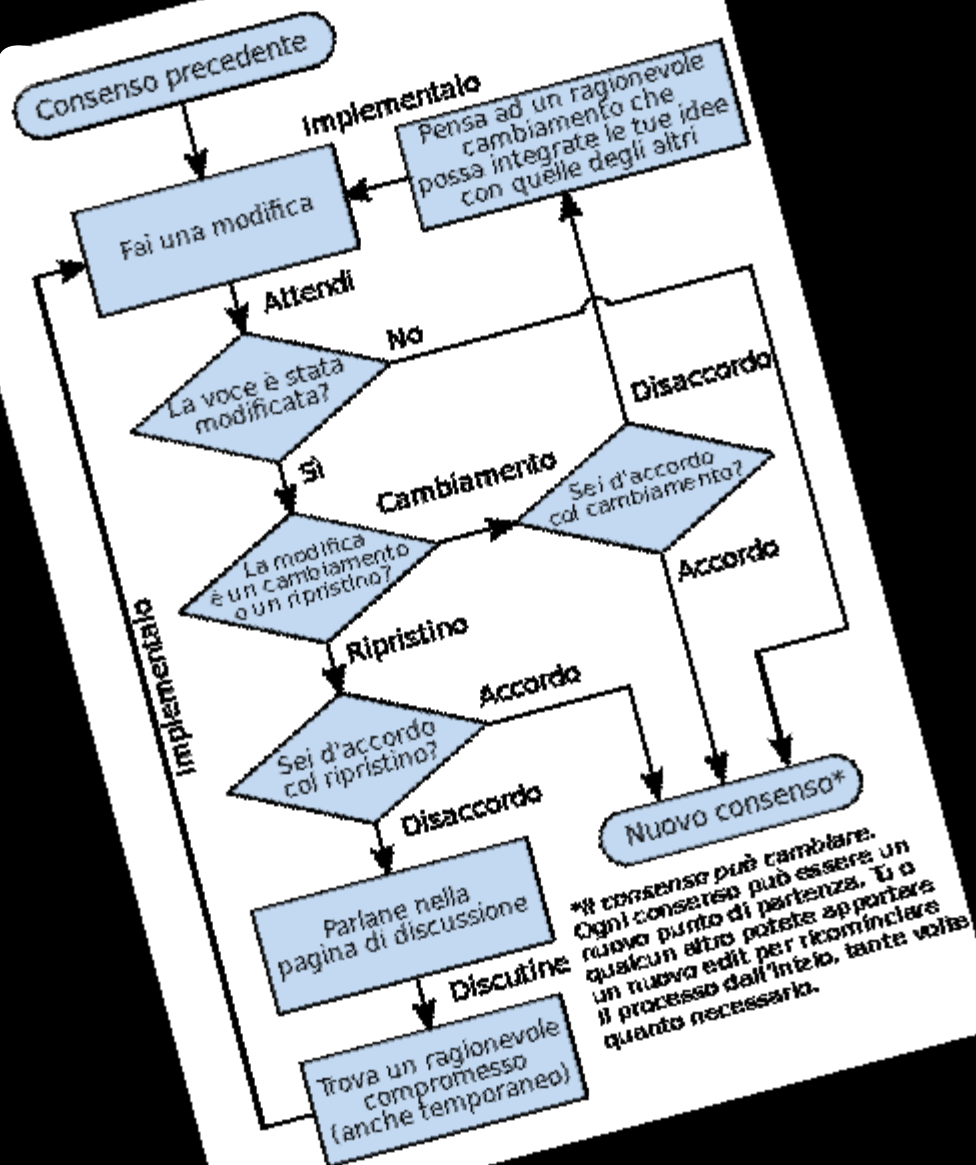 Consenso precedente
Implementalo
Pensa ad un ragionevole
cambiamento che
possa integrate le tue idee
con quelle degli altri
Fai una modifica
Attendi
No
La voce è stata
modificata?
Disaccordo
Sì
Cambiamento
Sei d'accordo
col cambiamento?
La modifica
è un cambiamento
o un ripristino?
Accordo
Ripristino
Implementalo
Accordo
Sei d'accordo
col ripristino?
Disaccordo
Nuovo consenso*
Parlane nella
pagina di discussione
*Il consenso può cambiare.
Ogni consenso può essere un
nuovo punto di partenza. Tu o
qualcun altro potete apportare
un nuovo edit per ricominciare
il processo dall'inizio, tante volte
quanto necessario.
Discutine
Trova un ragionevole
compromesso
(anche temporaneo)